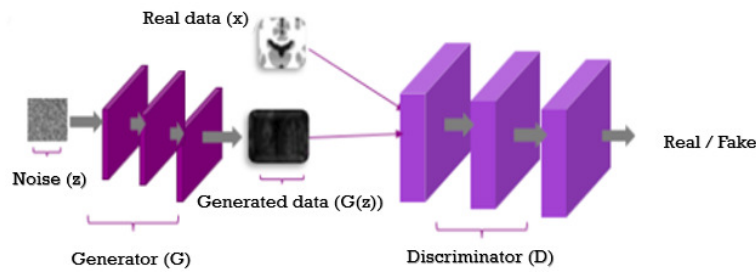 Real data (x)
Noise (z)
Generated data (G(z))
Real / Fake
Generator (G)
Discriminator (D)